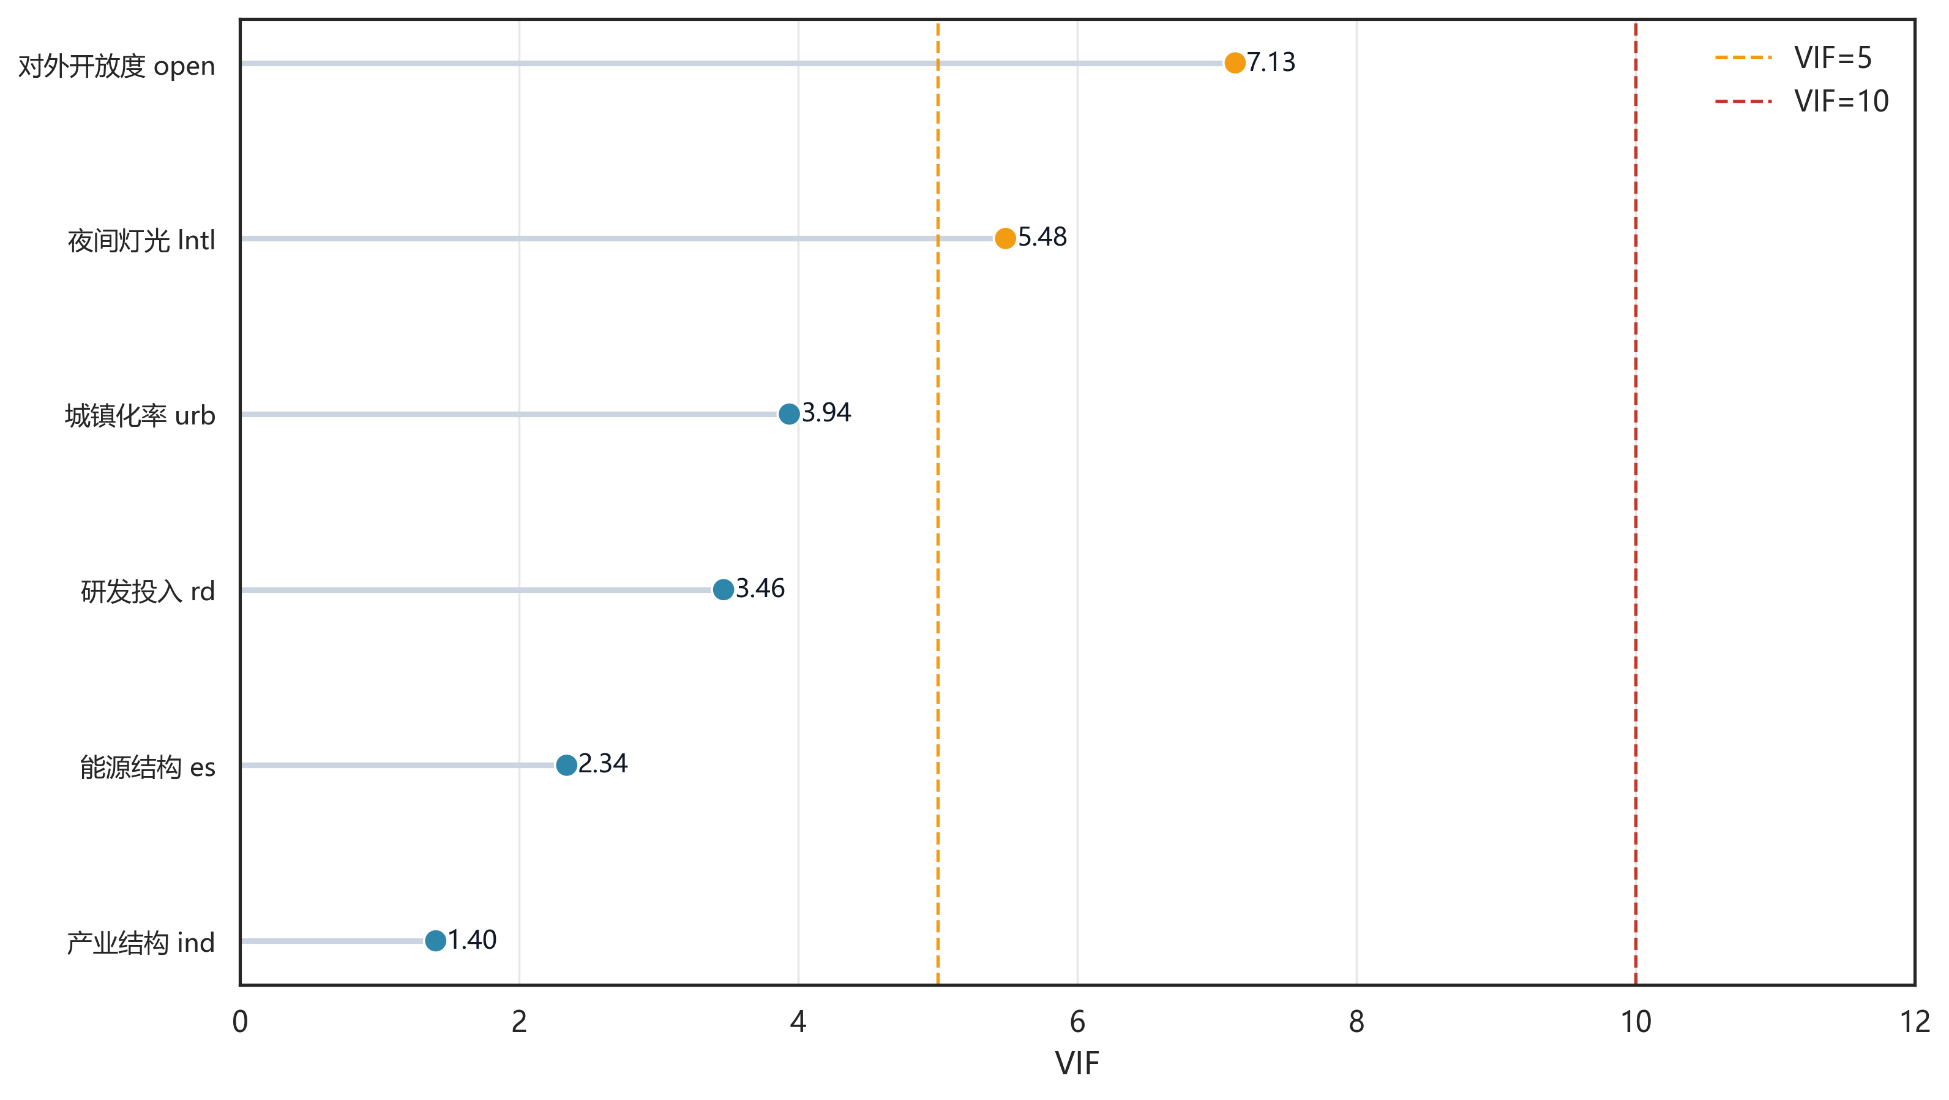 对外开放度 open
7.13
VIF=5
VIF=10
夜间灯光 lntl
5.48
城镇化率 urb
3.94
研发投入 rd
3.46
能源结构 es
2.34
产业结构 ind
1.40
0 2 4 6 8 10 12
VIF